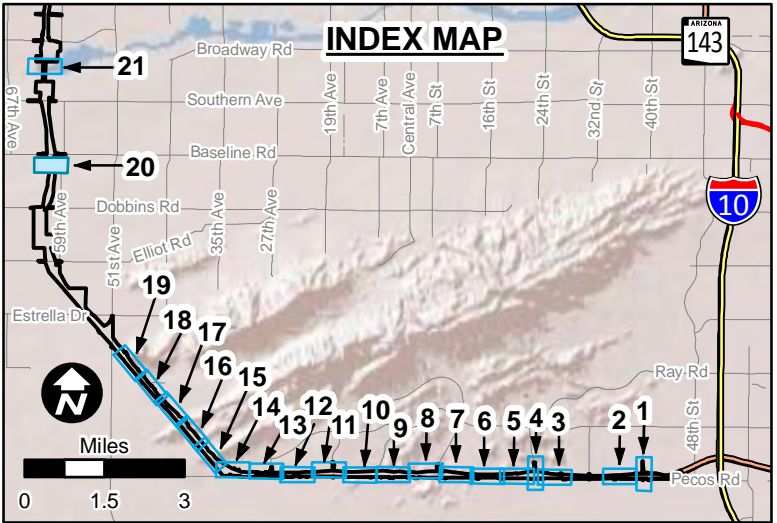 INDEX MAP
ARIZONA
143
Broadway Rd
21
67th Ave
Southern Ave
19th Ave
7th Ave
Central Ave
7th St
16th St
24th St
32nd St
40th St
Baseline Rd
20
10
Dobbins Rd
59th Ave
51st Ave
Elliot Rd
35th Ave
27th Ave
19
18
17
16
15
14
13
12
11
10
9
8
7
6
5
4
3
2
1
Estrella Dr
Ray Rd
48th St
Pecos Rd
N
Miles
0 1.5 3